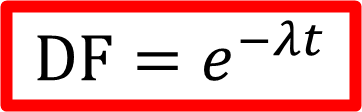 DF = e^{-λt}